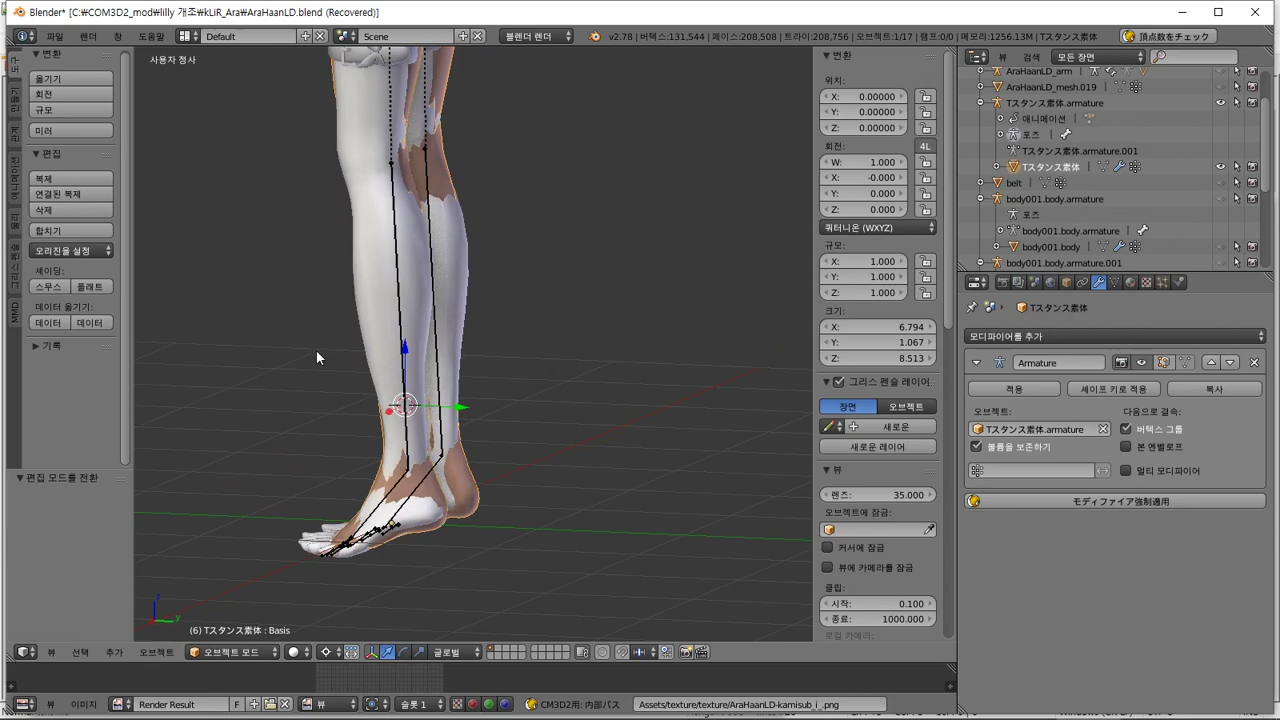 Blender* [C:₩COM3D2_mod₩lilly 개조₩kLiR_Ara₩AraHaanLD.blend (Recovered)]
파일 렌더 창 도움말 Default Scene 블렌더 렌더 v2.78 | 버텍스:131,544 | 페이스:208,508 | 트라이:208,756 | 오브젝트:1/17 | 램프:0/0 | 메모리:1256.13M | Tスタンス素体 頂点数をチェック
변환
옮기기
회전
규모
미러
편집
복제
연결된 복제
삭제
합치기
오리진을 설정
셰이딩:
스무스 플래트
데이터 옮기기:
데이터 데이터
기록
MMD
편집 모드를 전환
사용자 정사
(6) Tスタンス素体 : Basis
변환
위치:
X: 0.00000
Y: 0.00000
Z: 0.00000
회전: 4L
W: 1.000
X: -0.000
Y: 0.000
Z: 0.000
쿼터니온 (WXYZ)
규모:
X: 1.000
Y: 1.000
Z: 1.000
크기:
X: 6.794
Y: 1.067
Z: 8.513
그리스 펜슬 레이어
장면 오브젝트
새로운
새로운 레이어
뷰
렌즈: 35.000
오브젝트에 잠금:
커서에 잠금
뷰에 카메라를 잠금
클립:
시작: 0.100
종료: 1000.000
로컬 카메라:
뷰 검색 모든 장면
AraHaanLD_arm
AraHaanLD_mesh.019
Tスタンス素体.armature
애니메이션
포즈
Tスタンス素体.armature.001
Tスタンス素体
belt
body001.body.armature
포즈
body001.body.armature
body001.body
body001.body.armature.001
Tスタンス素体
모디파이어를 추가
Armature
적용 셰이프 키로 적용 복사
오브젝트: 다음으로 결속:
Tスタンス素体.armature 버텍스 그룹
볼륨을 보존하기 본 엔벨로프
멀티 모디파이어
モディファイア強制適用
뷰 선택 추가 오브젝트 오브젝트 모드 글로벌
뷰 이미지 Render Result F 뷰 슬롯 1 CM3D2用: 内部パス Assets/texture/texture/AraHaanLD-kamisub_i_.png